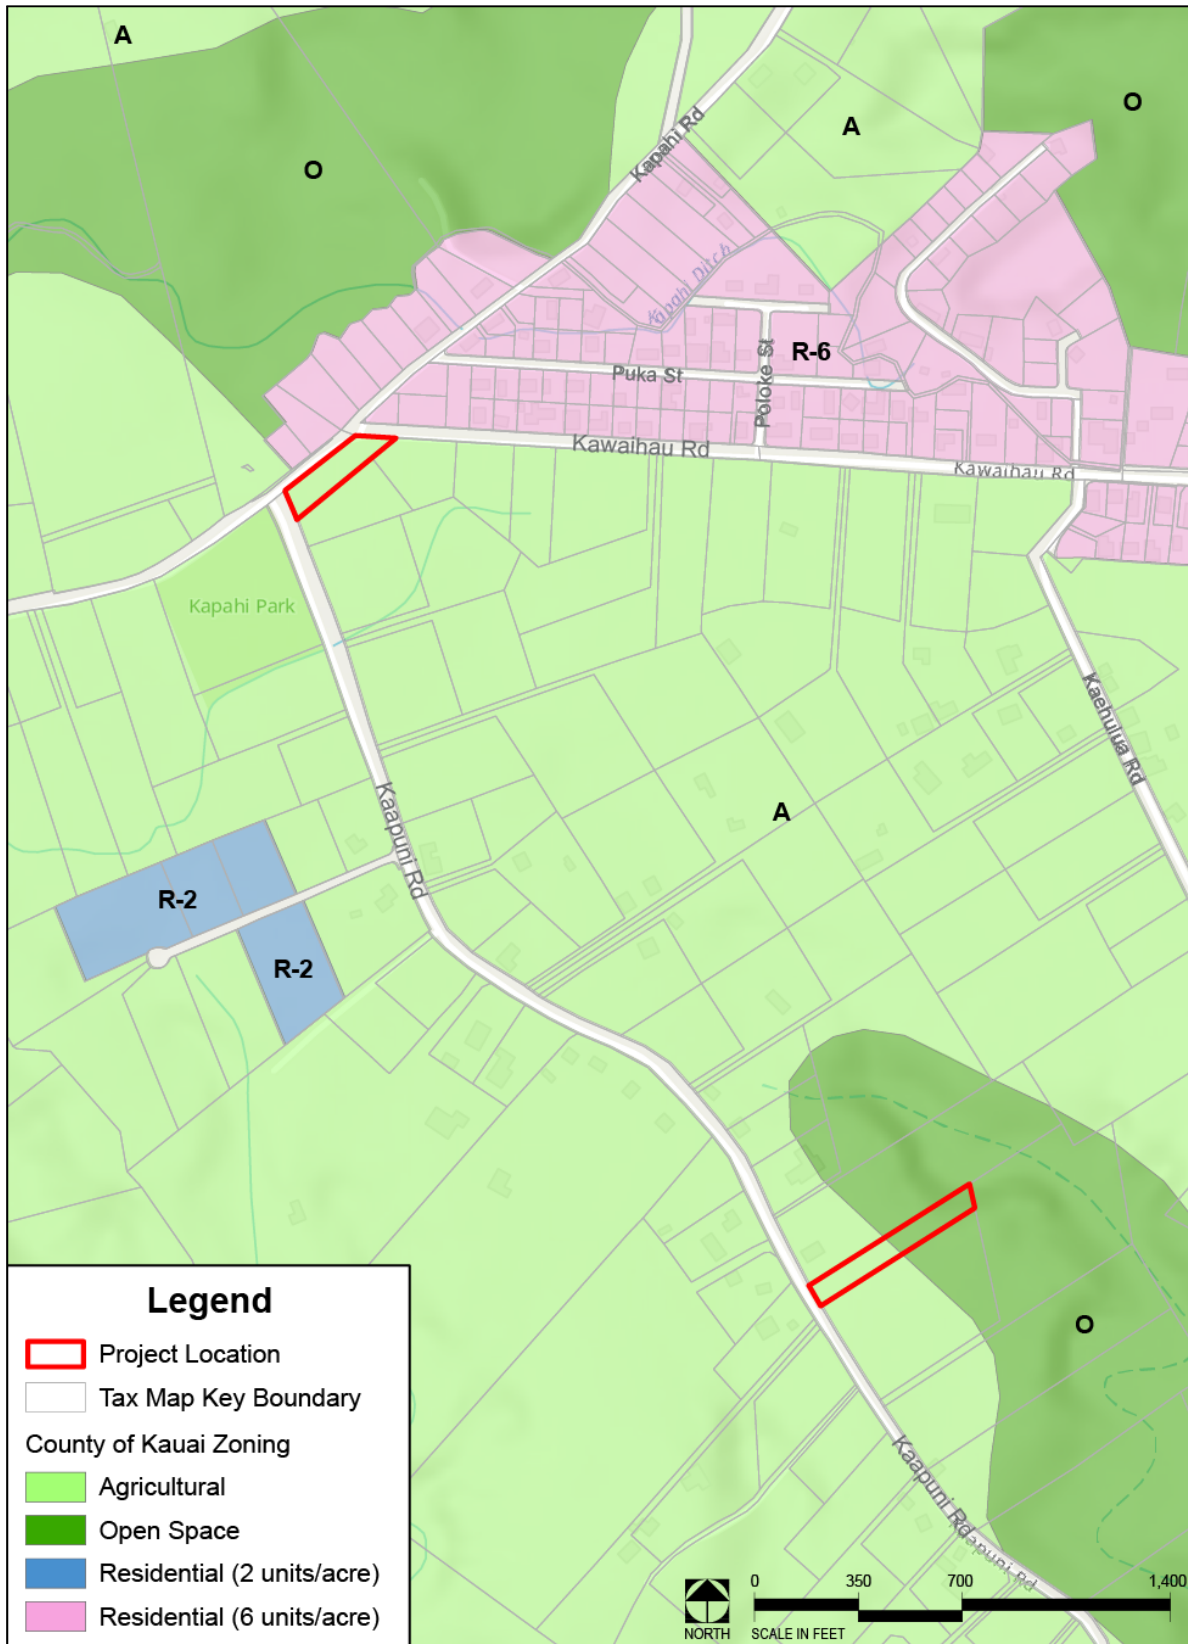 A
O
O
A
Kapahi Rd
Kapahi Ditch
R-6
Puka St
Poloke St
Kawaihau Rd
Kawaihau Rd
Kapahi Park
Kaehulua Rd
A
Kaapuni Rd
R-2
R-2
O
Kaapuni Rd
Kaapuni Rd
Legend
Project Location
Tax Map Key Boundary
County of Kauai Zoning
Agricultural
Open Space
Residential (2 units/acre)
Residential (6 units/acre)
0 350 700 1,400
NORTH SCALE IN FEET